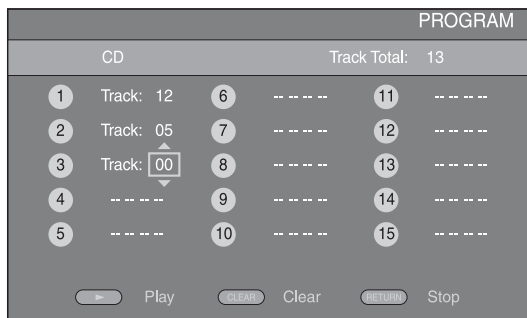 PROGRAM
CD Track Total: 13
1 Track: 12 6 -- -- -- -- 11 -- -- -- --
2 Track: 05 7 -- -- -- -- 12 -- -- -- --
3 Track: 00 8 -- -- -- -- 13 -- -- -- --
4 -- -- -- -- 9 -- -- -- -- 14 -- -- -- --
5 -- -- -- -- 10 -- -- -- -- 15 -- -- -- --
Play CLEAR Clear RETURN Stop